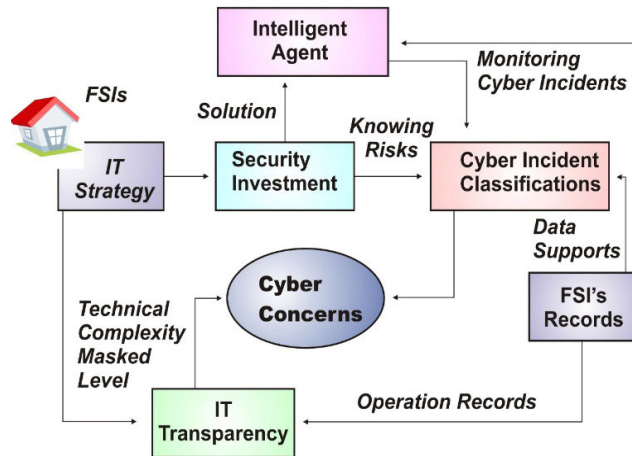 Intelligent
Agent
Monitoring
Cyber Incidents
FSIs
Solution
Knowing
Risks
IT
Strategy
Security
Investment
Cyber Incident
Classifications
Data
Supports
Cyber
Concerns
FSI's
Records
Technical
Complexity
Masked
Level
IT
Transparency
Operation Records